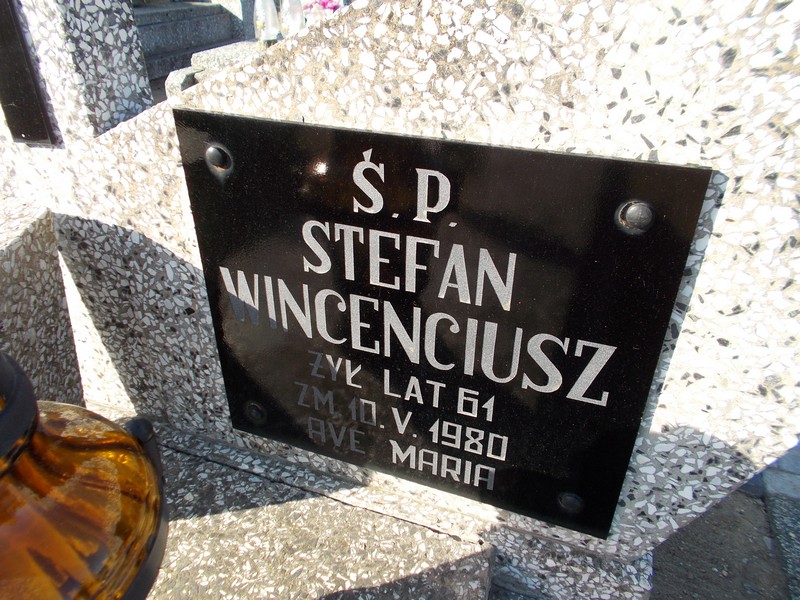 Ś. P.
STEFAN
WINCENCIUSZ
ŻYŁ LAT 61
ZM. 10. V. 1980
AVE MARIA